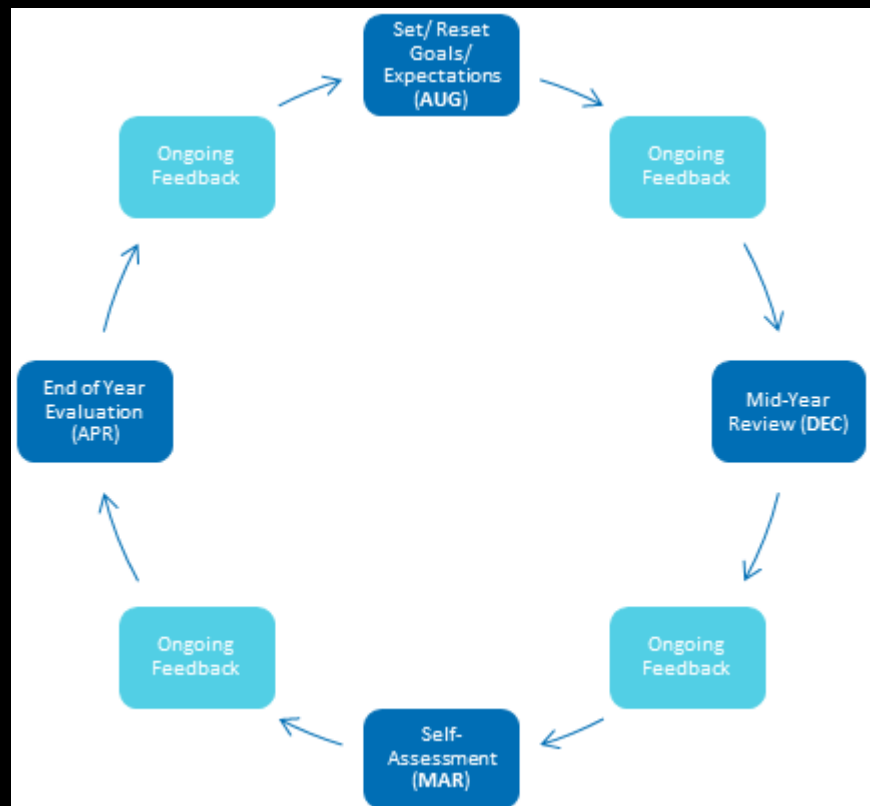 Set/ Reset
Goals/
Expectations
(AUG)
Ongoing
Feedback
Mid-Year
Review (DEC)
Ongoing
Feedback
Self-
Assessment
(MAR)
Ongoing
Feedback
End of Year
Evaluation
(APR)
Ongoing
Feedback